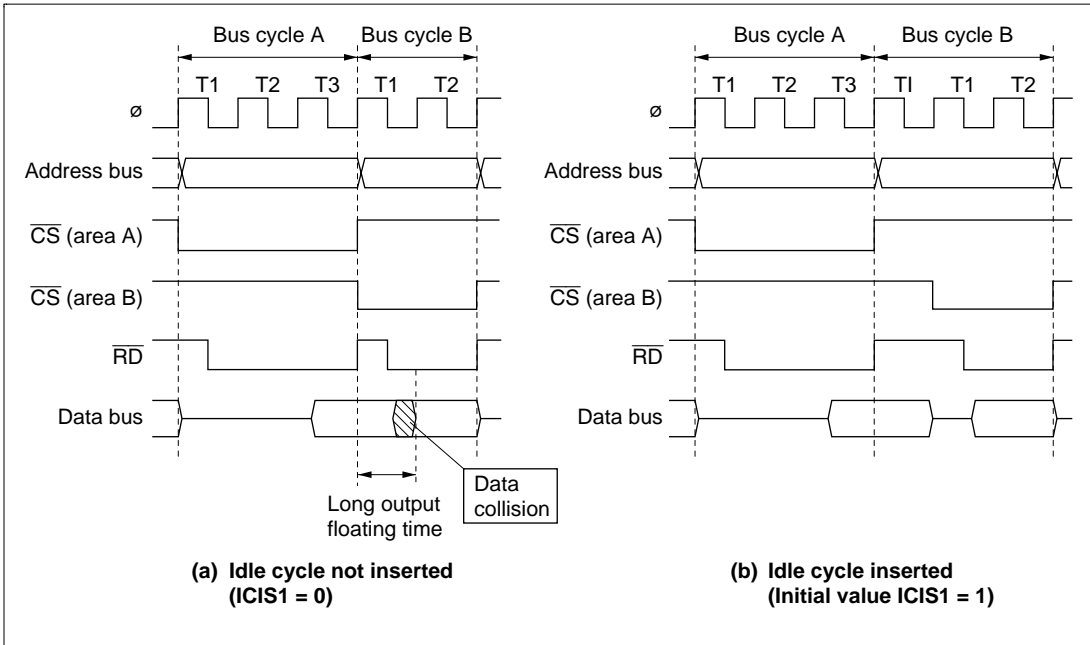 Bus cycle A Bus cycle B
T1 T2 T3 T1 T2
ø
Address bus
CS (area A)
CS (area B)
RD
Data bus
Long output
floating time
Data
collision
(a) Idle cycle not inserted
(ICIS1 = 0)
Bus cycle A Bus cycle B
T1 T2 T3 TI T1 T2
ø
Address bus
CS (area A)
CS (area B)
RD
Data bus
(b) Idle cycle inserted
(Initial value ICIS1 = 1)